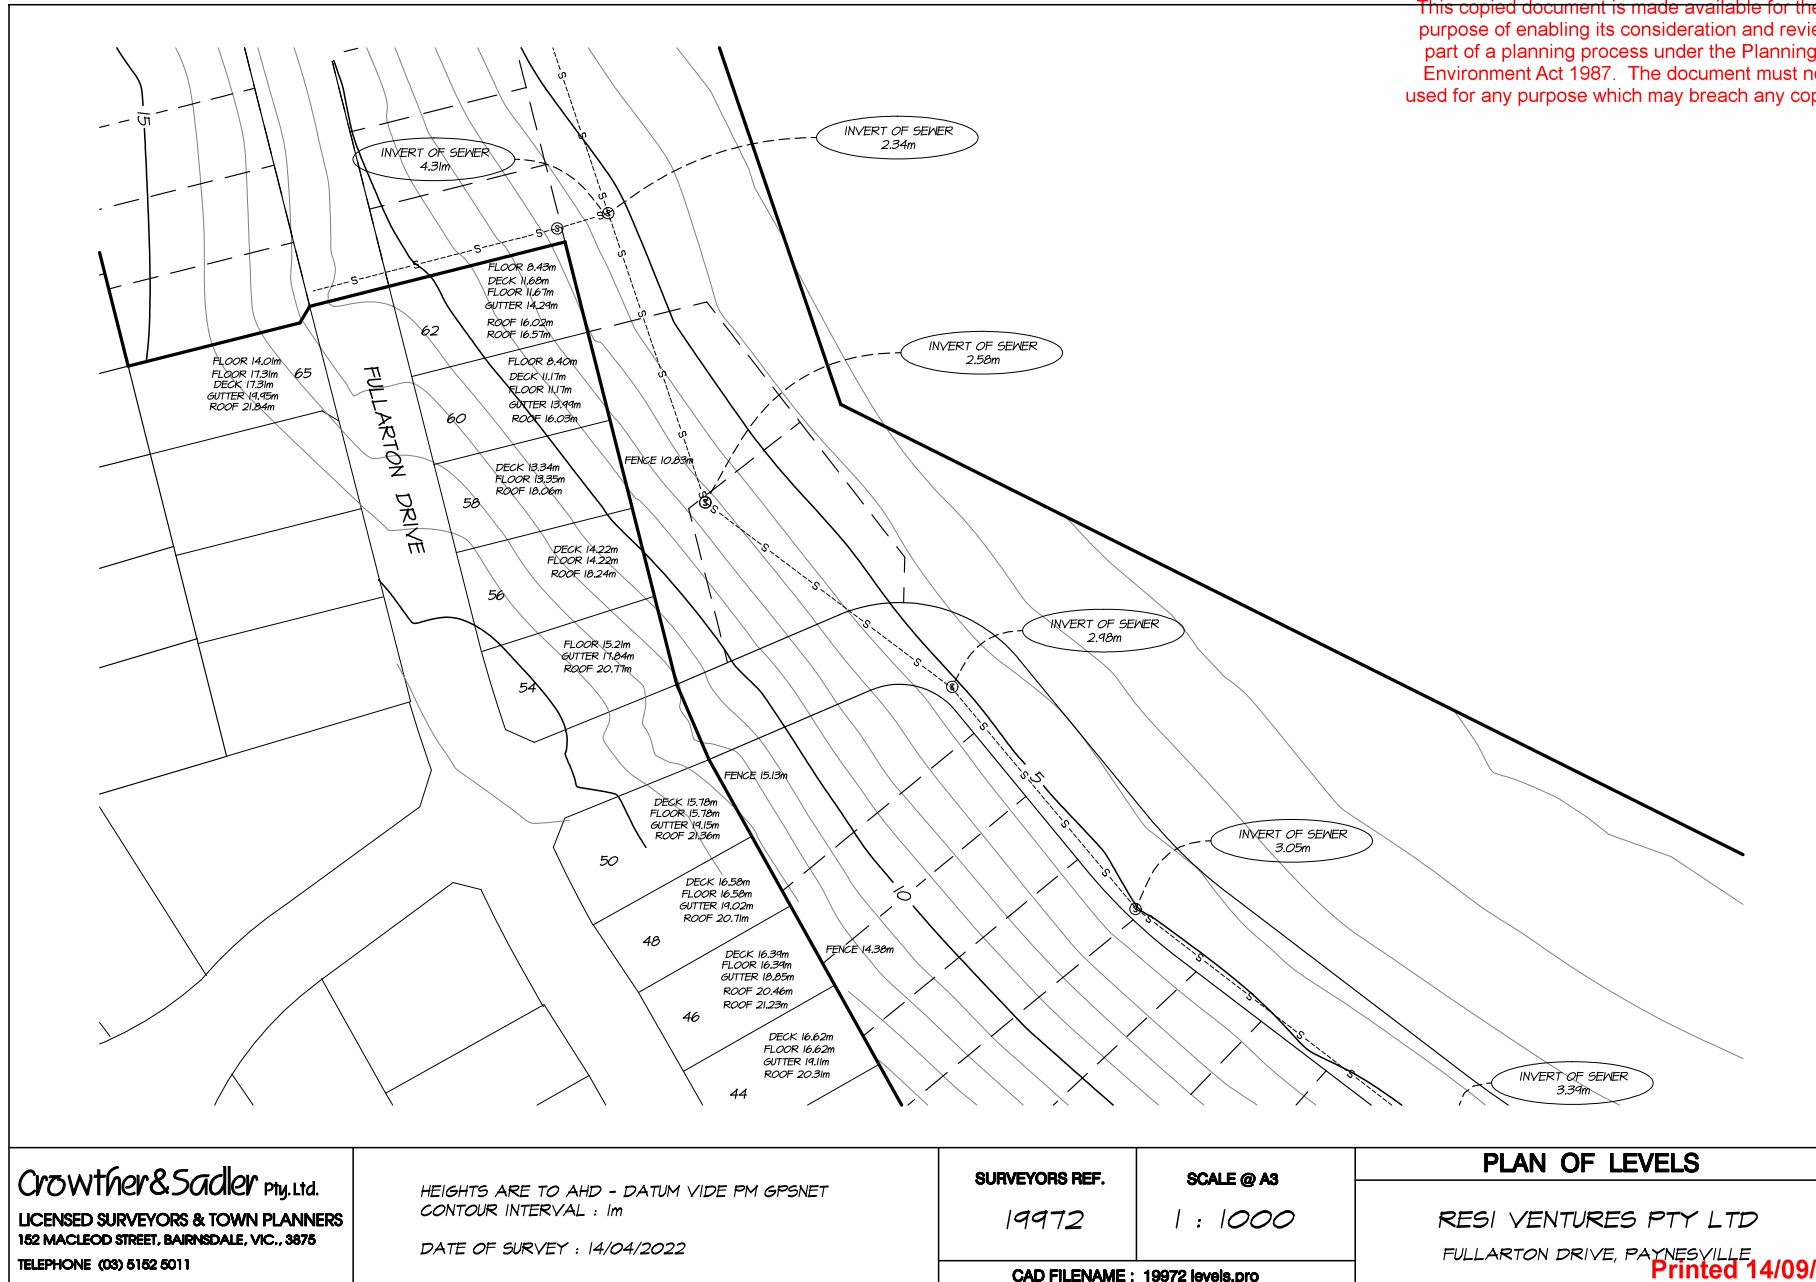 This copied document is made available for the
purpose of enabling its consideration and revie
part of a planning process under the Planning
Environment Act 1987. The document must no
used for any purpose which may breach any cop
15
INVERT OF SEWER
4.31m
INVERT OF SEWER
2.34m
FLOOR 8.43m
DECK 11.68m
FLOOR 11.67m
GUTTER 14.29m
ROOF 16.02m
ROOF 16.57m
62
INVERT OF SEWER
2.58m
FLOOR 14.01m
FLOOR 17.31m
DECK 17.31m
GUTTER 19.95m
ROOF 21.84m
65
FULLARTON DRIVE
FLOOR 8.40m
DECK 11.17m
FLOOR 11.17m
GUTTER 13.99m
ROOF 16.03m
60
FENCE 10.83m
DECK 13.34m
FLOOR 13.35m
ROOF 18.06m
58
DECK 14.22m
FLOOR 14.22m
ROOF 18.24m
56
INVERT OF SEWER
2.98m
FLOOR 15.21m
GUTTER 17.84m
ROOF 20.77m
54
5
FENCE 15.13m
DECK 15.78m
FLOOR 15.78m
GUTTER 19.15m
ROOF 21.36m
50
INVERT OF SEWER
3.05m
10
DECK 16.58m
FLOOR 16.58m
GUTTER 19.02m
ROOF 20.71m
48
FENCE 14.38m
DECK 16.39m
FLOOR 16.39m
GUTTER 18.85m
ROOF 20.46m
ROOF 21.23m
46
DECK 16.62m
FLOOR 16.62m
GUTTER 19.11m
ROOF 20.31m
44
INVERT OF SEWER
3.39m
Crowther&Sadler Pty. Ltd.
LICENSED SURVEYORS & TOWN PLANNERS
152 MACLEOD STREET, BAIRNSDALE, VIC., 3875
TELEPHONE (03) 5152 5011
HEIGHTS ARE TO AHD - DATUM VIDE PM GPSNET
CONTOUR INTERVAL : 1m
DATE OF SURVEY : 14/04/2022
SURVEYORS REF.
19972
SCALE @ A3
1 : 1000
CAD FILENAME : 19972 levels.pro
PLAN OF LEVELS
RESI VENTURES PTY LTD
FULLARTON DRIVE, PAYNESVILLE
Printed 14/09/